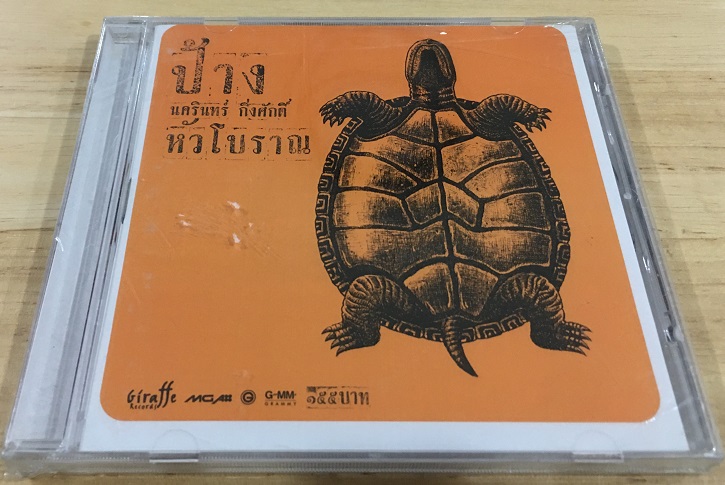 ป้าง
นครินทร์ กิ่งศักดิ์
หัวโบราณ
Giraffe Records MGA G-MM' GRAMMY ๑๕๕บาท